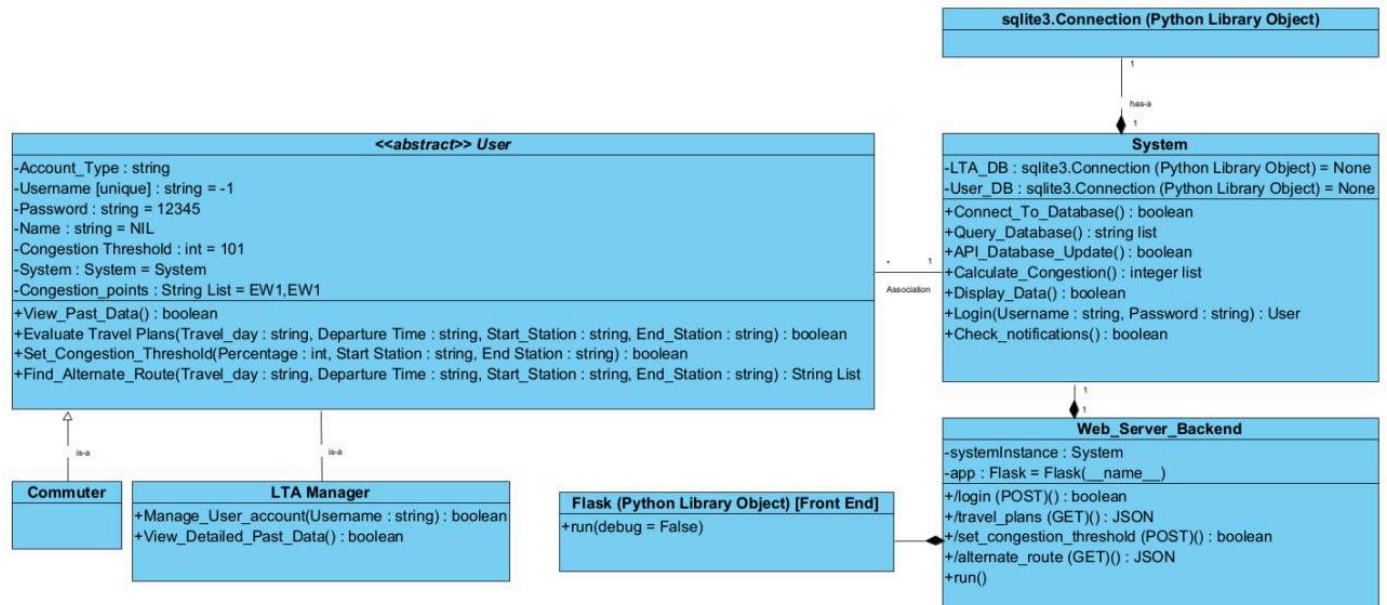 sqlite3.Connection (Python Library Object)
1
has-a
1
<<abstract>> User
-Account_Type : string
-Username [unique] : string = -1
-Password : string = 12345
-Name : string = NIL
-Congestion Threshold : int = 101
-System : System = System
-Congestion_points : String List = EW1,EW1
+View_Past_Data() : boolean
+Evaluate Travel Plans(Travel_day : string, Departure Time : string, Start_Station : string, End_Station : string) : boolean
+Set_Congestion_Threshold(Percentage : int, Start Station : string, End Station : string) : boolean
+Find_Alternate_Route(Travel_day : string, Departure Time : string, Start_Station : string, End_Station : string) : String List
* 1
Association
System
-LTA_DB : sqlite3.Connection (Python Library Object) = None
-User_DB : sqlite3.Connection (Python Library Object) = None
+Connect_To_Database() : boolean
+Query_Database() : string list
+API_Database_Update() : boolean
+Calculate_Congestion() : integer list
+Display_Data() : boolean
+Login(Username : string, Password : string) : User
+Check_notifications() : boolean
1
1
is-a
is-a
Commuter
LTA Manager
+Manage_User_account(Username : string) : boolean
+View_Detailed_Past_Data() : boolean
Flask (Python Library Object) [Front End]
+run(debug = False)
Web_Server_Backend
-systemInstance : System
-app : Flask = Flask(__name__)
+/login (POST)() : boolean
+/travel_plans (GET)() : JSON
+/set_congestion_threshold (POST)() : boolean
+/alternate_route (GET)() : JSON
+run()